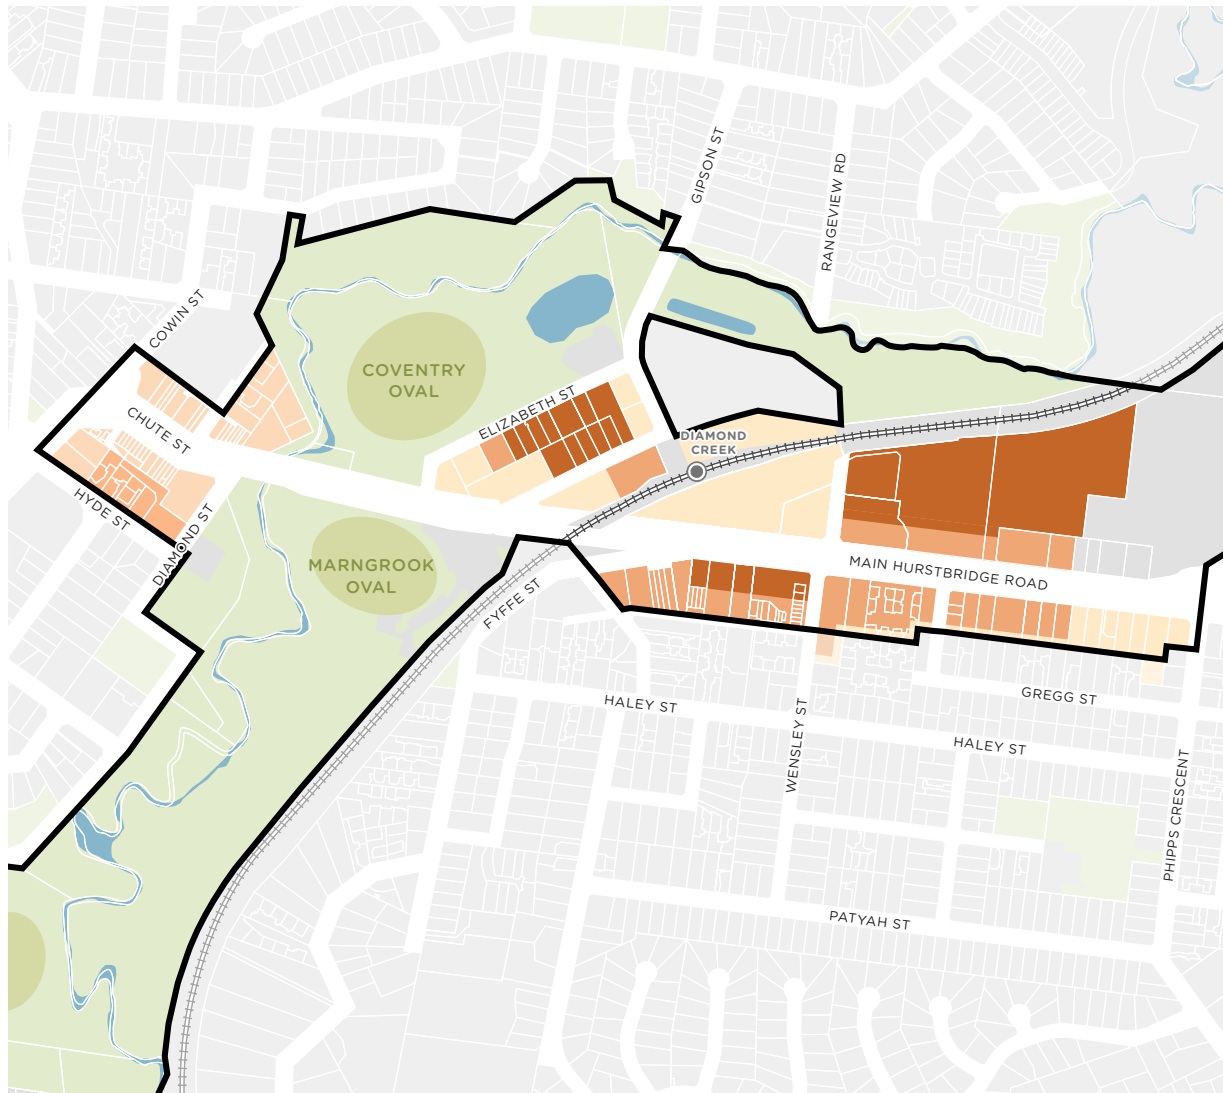 GIPSON ST
RANGEVIEW RD
COWIN ST
COVENTRY
OVAL
ELIZABETH ST
CHUTE ST
DIAMOND
CREEK
HYDE ST
DIAMOND ST
MARNGROOK
OVAL
MAIN HURSTBRIDGE ROAD
FYFFE ST
HALEY ST
WENSLEY ST
GREGG ST
HALEY ST
PHIPPS CRESCENT
PATYAH ST